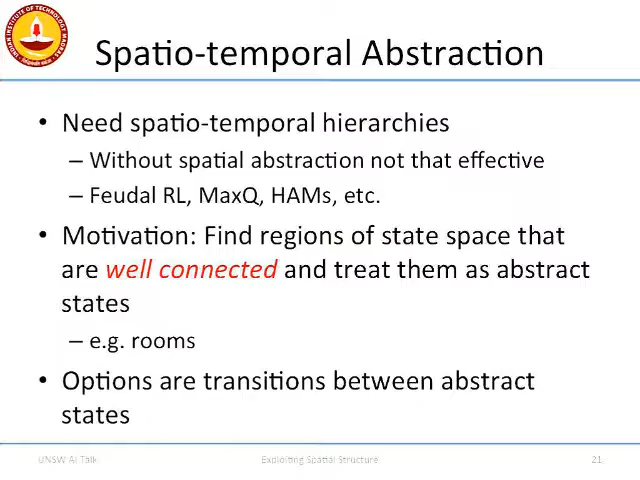 Spatio-temporal Abstraction
• Need spatio-temporal hierarchies
– Without spatial abstraction not that effective
– Feudal RL, MaxQ, HAMs, etc.
• Motivation: Find regions of state space that
are well connected and treat them as abstract
states
– e.g. rooms
• Options are transitions between abstract
states
UNSW AI Talk
Exploiting Spatial Structure
21